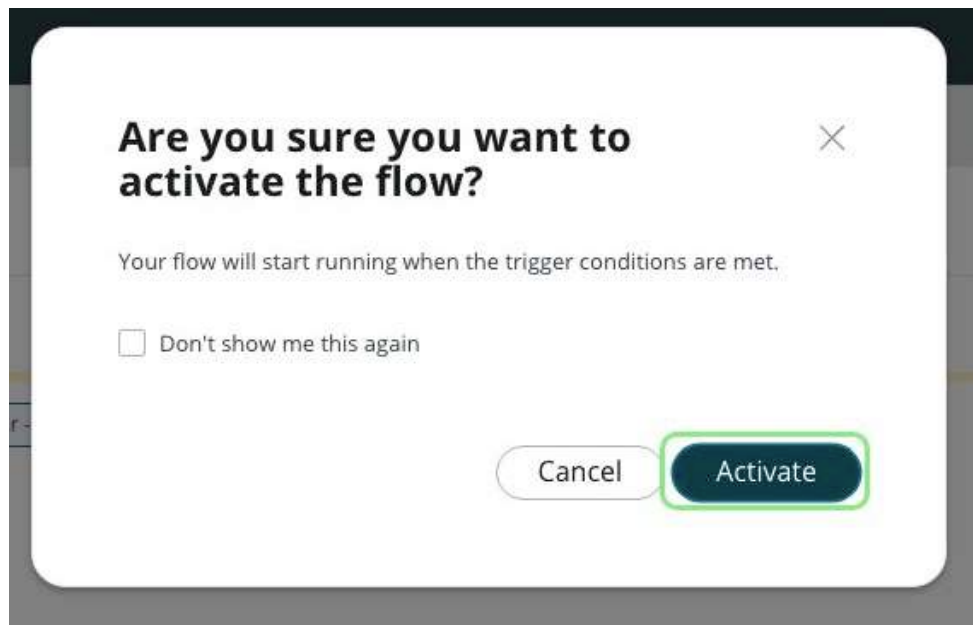 Are you sure you want to
activate the flow?
Your flow will start running when the trigger conditions are met.
Don't show me this again
r -
Cancel
Activate